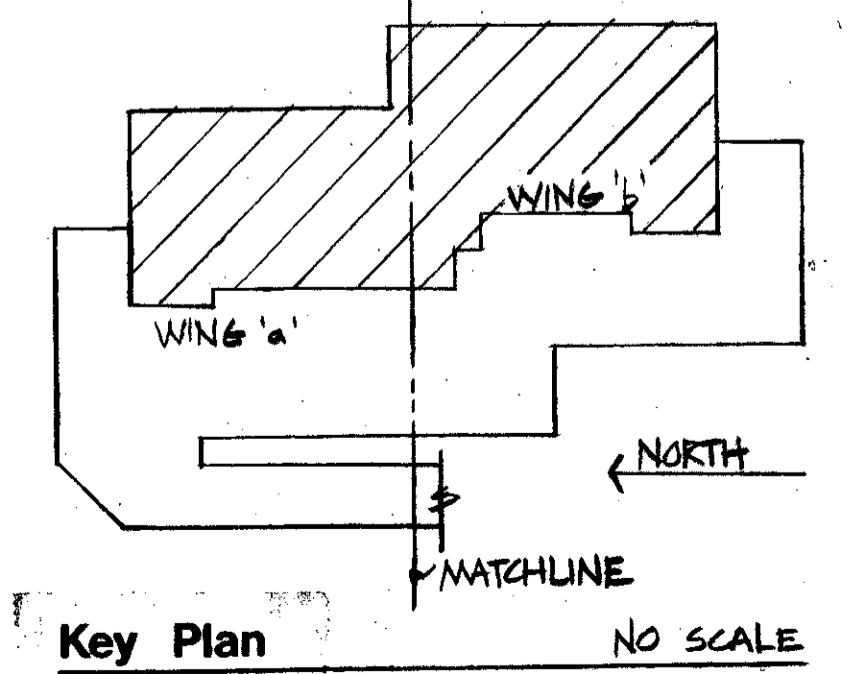 WING 'b'
WING 'a'
NORTH
MATCHLINE
Key Plan
NO SCALE